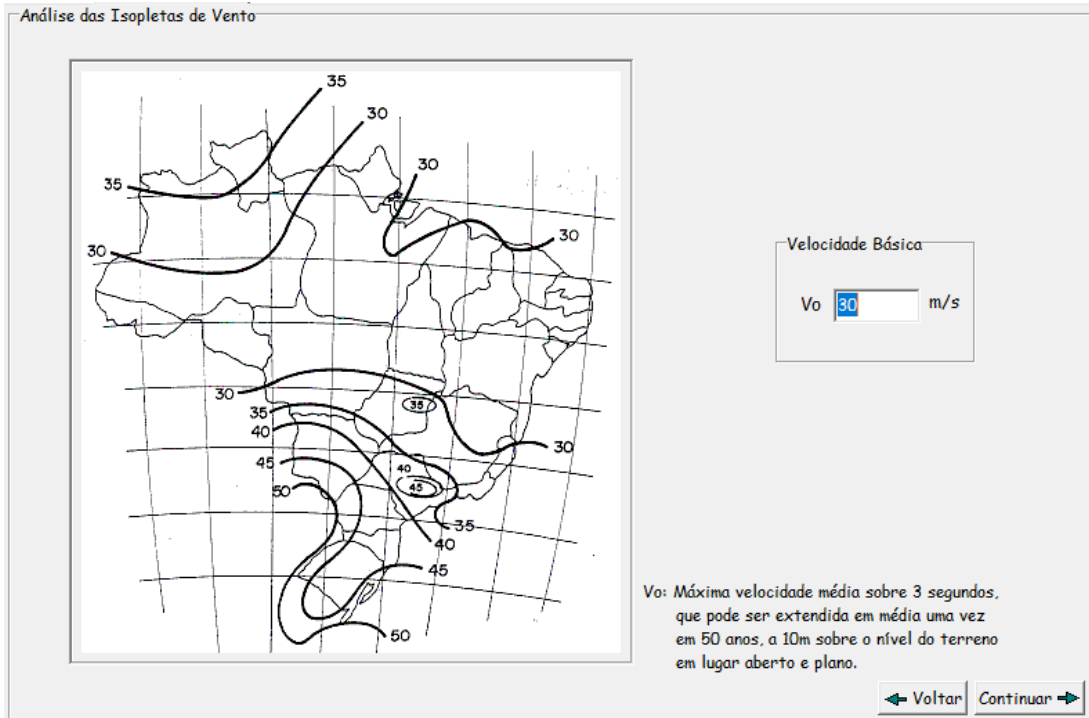 Análise das Isopletas de Vento
35
30
30
35
30
30
30
35
35
40
30
40
45
45
50
35
40
45
50
Velocidade Básica
Vo 30 m/s
Vo: Máxima velocidade média sobre 3 segundos,
que pode ser extendida em média uma vez
em 50 anos, a 10m sobre o nível do terreno
em lugar aberto e plano.
Voltar Continuar